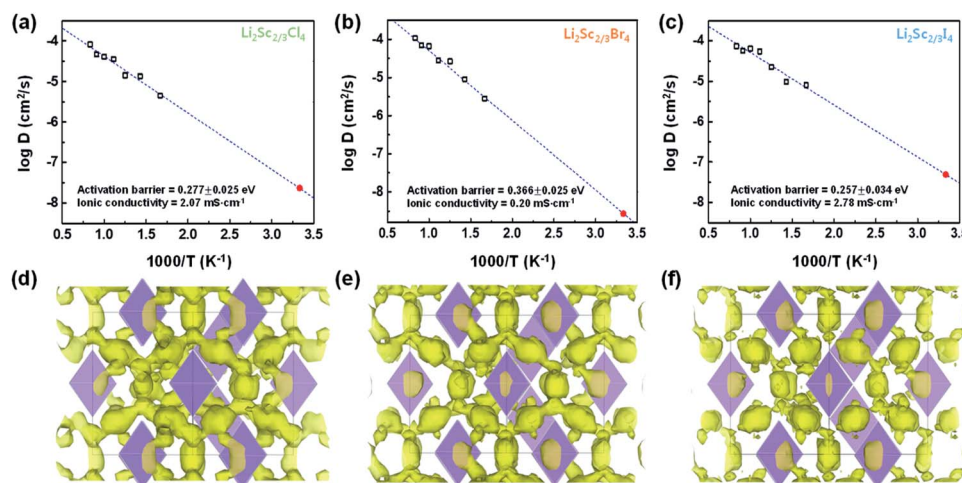 (a)
Li₂Sc₂/₃Cl₄
log D (cm²/s)
-4
-5
-6
-7
-8
Activation barrier = 0.277±0.025 eV
Ionic conductivity = 2.07 mS·cm⁻¹
0.5 1.0 1.5 2.0 2.5 3.0 3.5
1000/T (K⁻¹)
(b)
Li₂Sc₂/₃Br₄
log D (cm²/s)
-4
-5
-6
-7
-8
Activation barrier = 0.366±0.025 eV
Ionic conductivity = 0.20 mS·cm⁻¹
0.5 1.0 1.5 2.0 2.5 3.0 3.5
1000/T (K⁻¹)
(c)
Li₂Sc₂/₃I₄
log D (cm²/s)
-4
-5
-6
-7
-8
Activation barrier = 0.257±0.034 eV
Ionic conductivity = 2.78 mS·cm⁻¹
0.5 1.0 1.5 2.0 2.5 3.0 3.5
1000/T (K⁻¹)
(d)
(e)
(f)